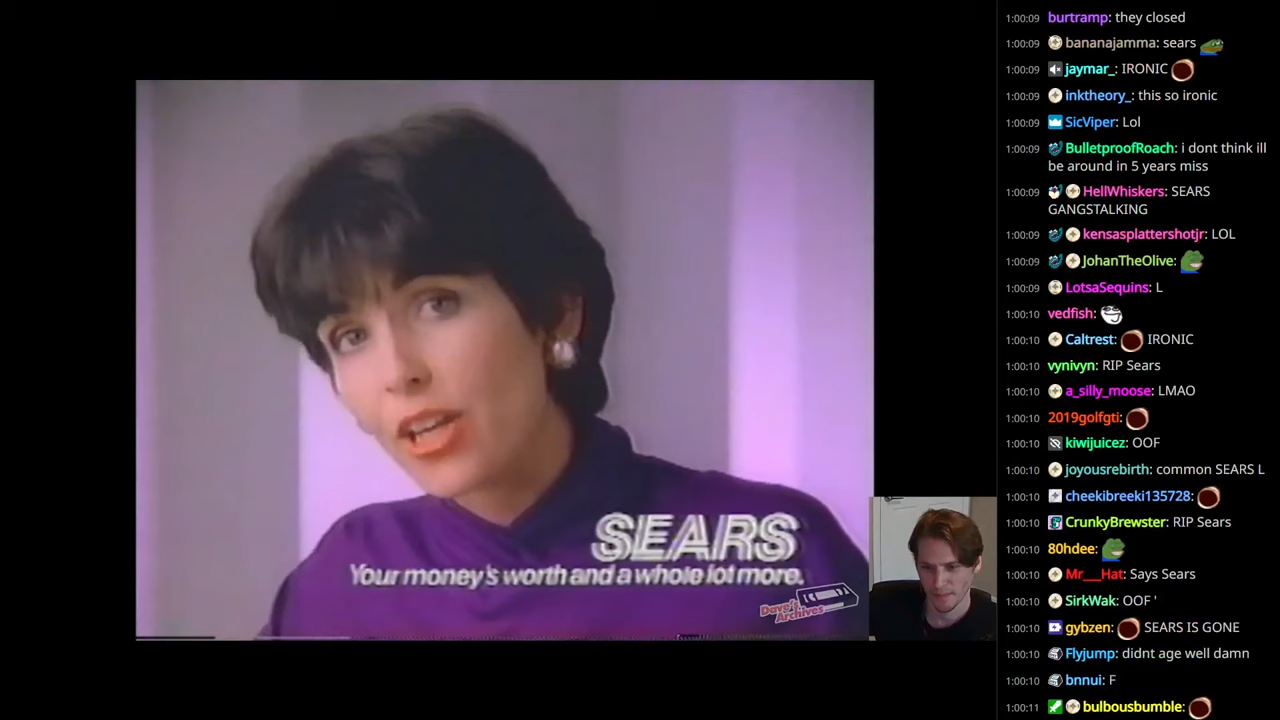 SEARS
Your money's worth and a whole lot more.
Dave's
Archives
1:00:09 burtramp: they closed
1:00:09 bananajamma: sears
1:00:09 jaymar_: IRONIC
1:00:09 inktheory_: this so ironic
1:00:09 SicViper: Lol
1:00:09 BulletproofRoach: i dont think ill
be around in 5 years miss
1:00:09 HellWhiskers: SEARS
GANGSTALKING
1:00:09 kensasplattershotjr: LOL
1:00:09 JohanTheOlive:
1:00:09 LotsaSequins: L
1:00:10 vedfish:
1:00:10 Caltrest: IRONIC
1:00:10 vynivyn: RIP Sears
1:00:10 a_silly_moose: LMAO
1:00:10 2019golfgti:
1:00:10 kiwijuicez: OOF
1:00:10 joyousrebirth: common SEARS L
1:00:10 cheekibreeki135728:
1:00:10 CrunkyBrewster: RIP Sears
1:00:10 80hdee:
1:00:10 Mr___Hat: Says Sears
1:00:10 SirkWak: OOF '
1:00:10 gybzen: SEARS IS GONE
1:00:10 Flyjump: didnt age well damn
1:00:10 bnnui: F
1:00:11 bulbousbumble: